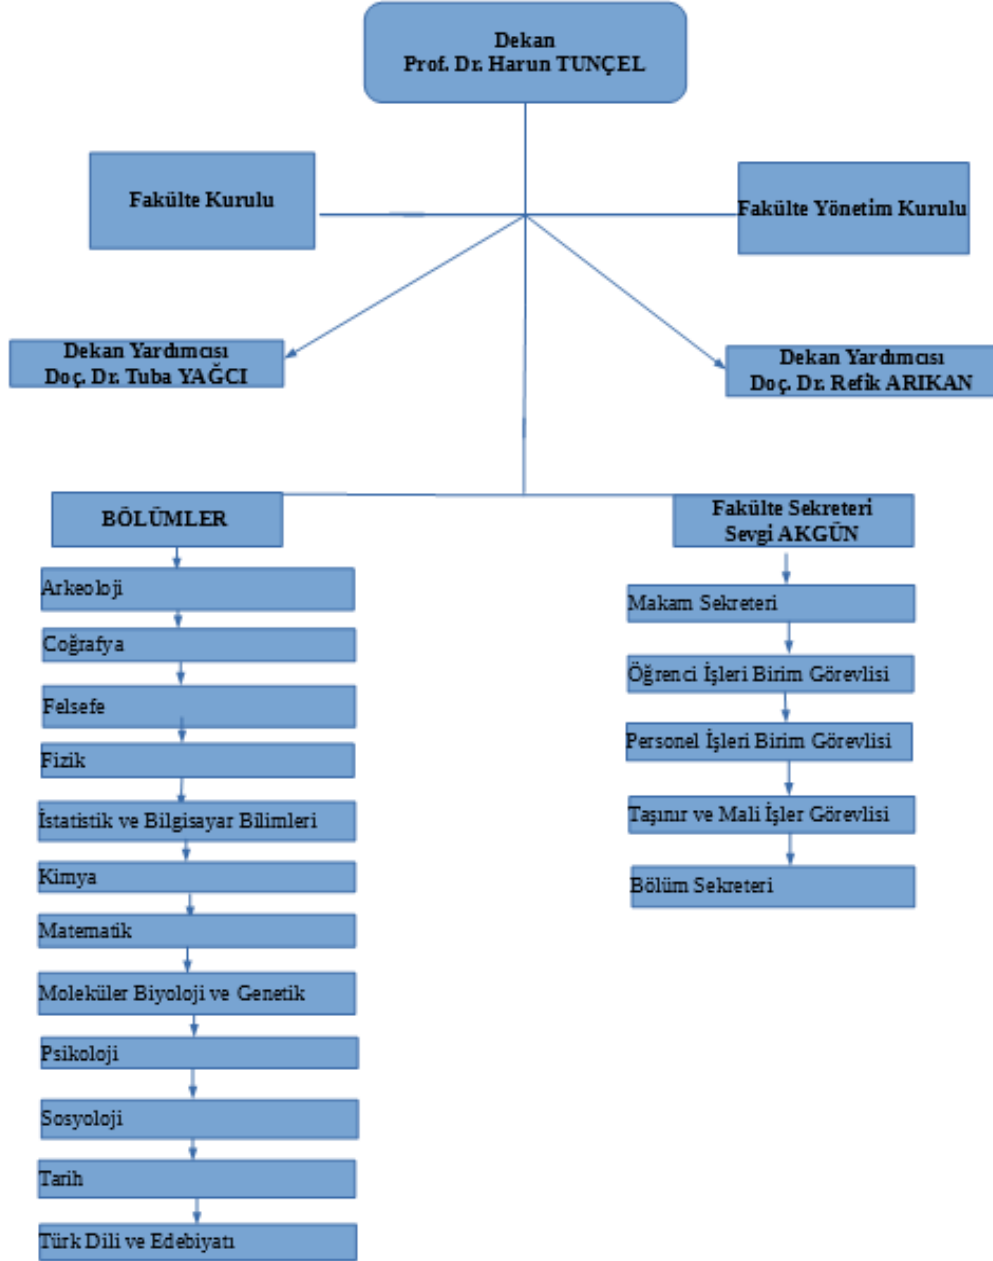 Dekan
Prof. Dr. Harun TUNÇEL
Fakülte Kurulu
Fakülte Yönetim Kurulu
Dekan Yardımcısı
Doç. Dr. Tuba YAĞCI
Dekan Yardımcısı
Doç. Dr. Refik ARIKAN
BÖLÜMLER
Arkeoloji
Coğrafya
Felsefe
Fizik
İstatistik ve Bilgisayar Bilimleri
Kimya
Matematik
Moleküler Biyoloji ve Genetik
Psikoloji
Sosyoloji
Tarih
Türk Dili ve Edebiyatı
Fakülte Sekreteri
Sevgi AKGÜN
Makam Sekreteri
Öğrenci İşleri Birim Görevlisi
Personel İşleri Birim Görevlisi
Taşınır ve Mali İşler Görevlisi
Bölüm Sekreteri